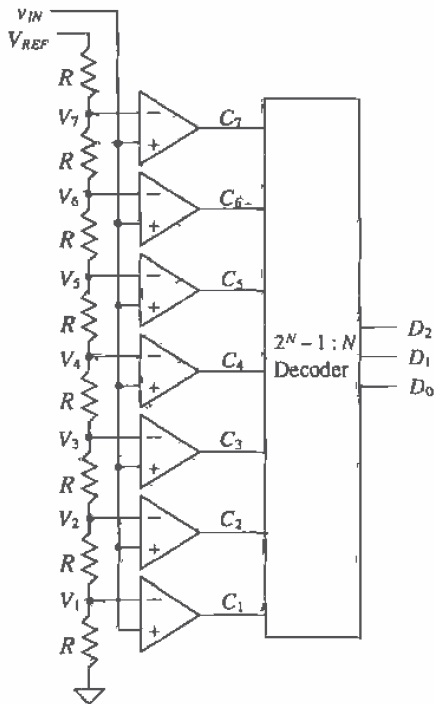 v_IN
V_REF
R
V_7
C_7
R
V_6
C_6
R
V_5
C_5
R
V_4
C_4
R
V_3
C_3
R
V_2
C_2
R
V_1
C_1
R
− +
− +
− +
− +
− +
− +
− +
2^N − 1 : N
Decoder
D_2
D_1
D_0